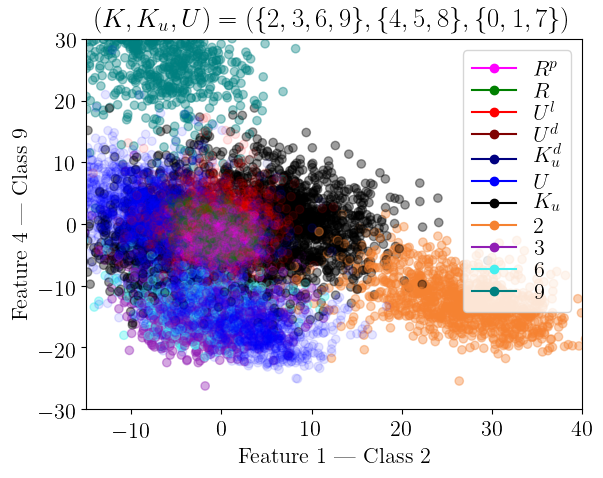 (K, K_u, U) = ({2, 3, 6, 9}, {4, 5, 8}, {0, 1, 7})
30
20
10
0
−10
−20
−30
Feature 4 — Class 9
R^p
R
U^l
U^d
K_u^d
U
K_u
2
3
6
9
−10
0
10
20
30
40
Feature 1 — Class 2